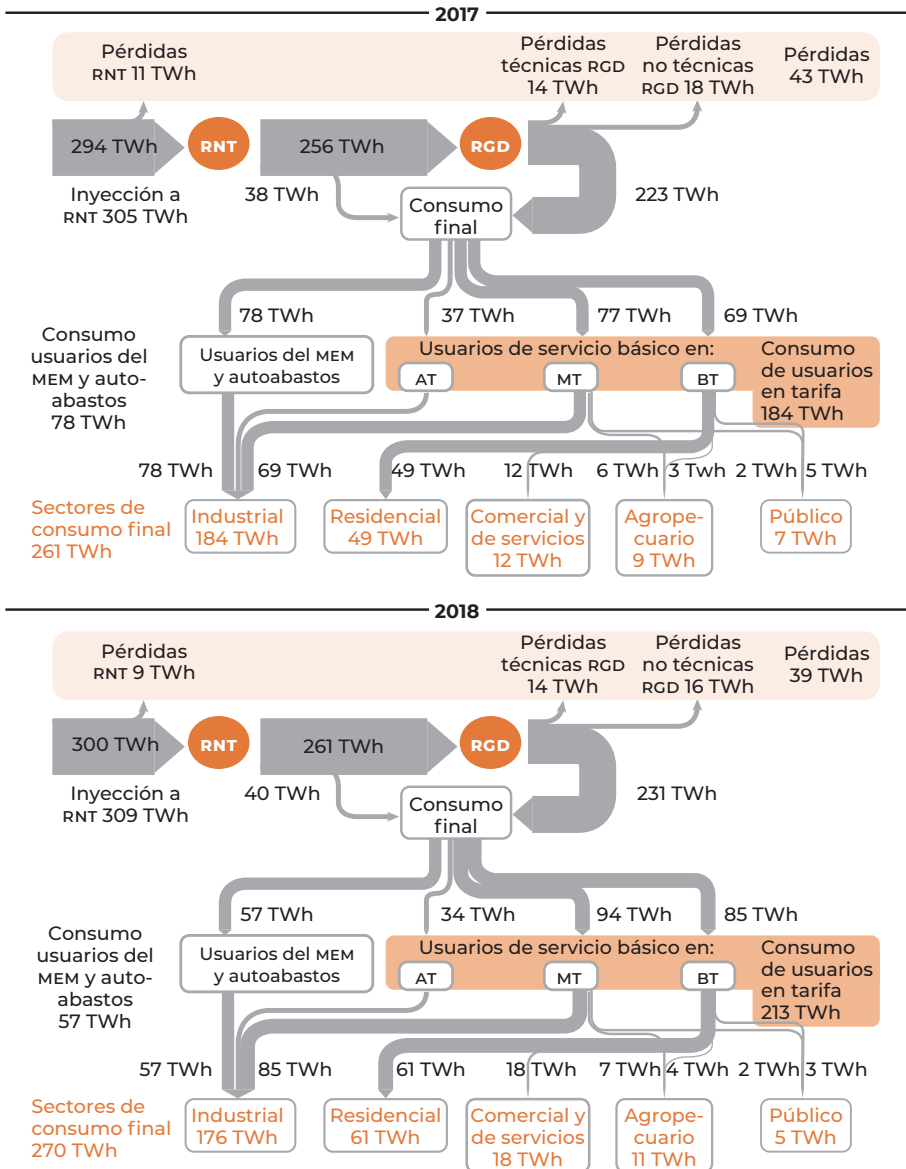 2017
Pérdidas
RNT 11 TWh
Pérdidas
técnicas RGD
14 TWh
Pérdidas
no técnicas
RGD 18 TWh
Pérdidas
43 TWh
294 TWh
RNT
256 TWh
RGD
Inyección a
RNT 305 TWh
38 TWh
Consumo
final
223 TWh
78 TWh
37 TWh
77 TWh
69 TWh
Consumo
usuarios del
MEM y auto-
abastos
78 TWh
Usuarios del MEM
y autoabastos
Usuarios de servicio básico en:
AT
MT
BT
Consumo
de usuarios
en tarifa
184 TWh
78 TWh
69 TWh
49 TWh
12 TWh
6 TWh
3 Twh
2 TWh
5 TWh
Sectores de
consumo final
261 TWh
Industrial
184 TWh
Residencial
49 TWh
Comercial y
de servicios
12 TWh
Agrope-
cuario
9 TWh
Público
7 TWh
2018
Pérdidas
RNT 9 TWh
Pérdidas
técnicas RGD
14 TWh
Pérdidas
no técnicas
RGD 16 TWh
Pérdidas
39 TWh
300 TWh
RNT
261 TWh
RGD
Inyección a
RNT 309 TWh
40 TWh
Consumo
final
231 TWh
57 TWh
34 TWh
94 TWh
85 TWh
Consumo
usuarios del
MEM y auto-
abastos
57 TWh
Usuarios del MEM
y autoabastos
Usuarios de servicio básico en:
AT
MT
BT
Consumo
de usuarios
en tarifa
213 TWh
57 TWh
85 TWh
61 TWh
18 TWh
7 TWh
4 TWh
2 TWh
3 TWh
Sectores de
consumo final
270 TWh
Industrial
176 TWh
Residencial
61 TWh
Comercial y
de servicios
18 TWh
Agrope-
cuario
11 TWh
Público
5 TWh